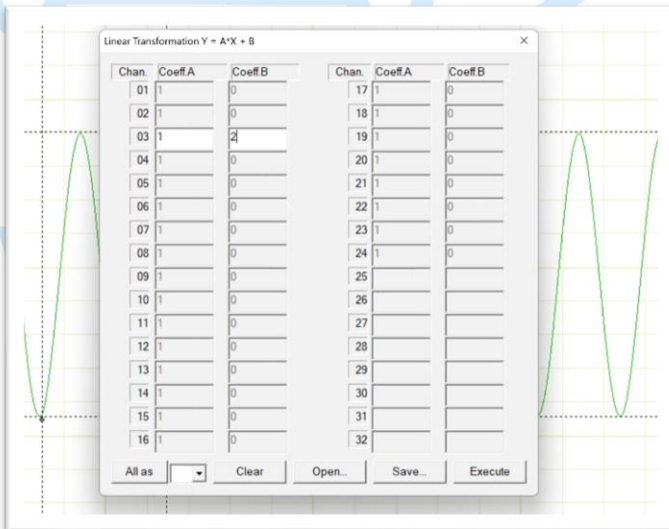 Linear Transformation Y = A*X + B ×
Chan. Coeff.A Coeff.B Chan. Coeff.A Coeff.B
01 1 0 17 1 0
02 1 0 18 1 0
03 1 2 19 1 0
04 1 0 20 1 0
05 1 0 21 1 0
06 1 0 22 1 0
07 1 0 23 1 0
08 1 0 24 1 0
09 1 0 25
10 1 0 26
11 1 0 27
12 1 0 28
13 1 0 29
14 1 0 30
15 1 0 31
16 1 0 32
All as Clear Open... Save... Execute